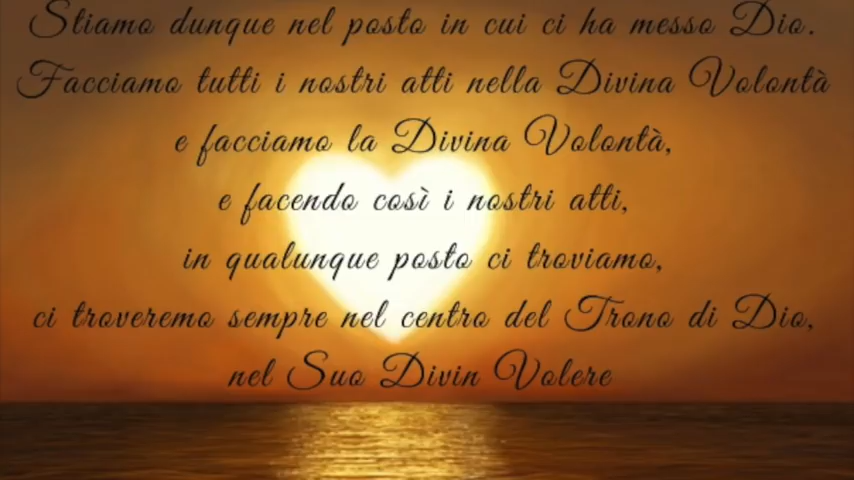 Stiamo dunque nel posto in cui ci ha messo Dio.
Facciamo tutti i nostri atti nella Divina Volontà
e facciamo la Divina Volontà,
e facendo così i nostri atti,
in qualunque posto ci troviamo,
ci troveremo sempre nel centro del Trono di Dio,
nel Suo Divin Volere